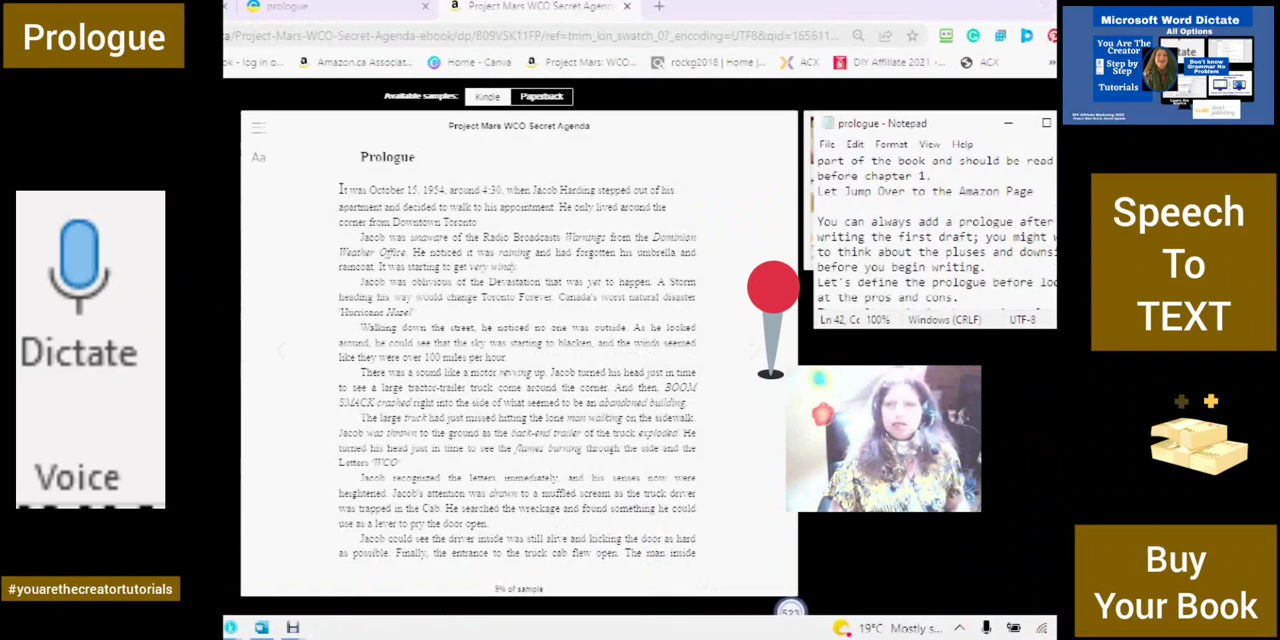 Prologue
Dictate
Voice
#youarethecreatortutorials
prologue
Project Mars WCO Secret Agend
a/Project-Mars-WCO-Secret-Agenda-ebook/dp/B09VSK11FP/ref=tmm_kin_swatch_0?_encoding=UTF8&qid=165611...
ok - log in o...
Amazon.ca Associat...
Home - Canva
Project Mars: WCO...
rockg2018 | Home |...
ACX
DIY Affiliate 2021 -...
ACX
Available samples:
Kindle
Paperback
Project Mars WCO Secret Agenda
Aa
Prologue
It was October 15, 1954, around 4:30, when Jacob Harding stepped out of his
apartment and decided to walk to his appointment. He only lived around the
corner from Downtown Toronto
Jacob was unaware of the Radio Broadcasts Warnings from the Dominion
Weather Office. He noticed it was raining and had forgotten his umbrella and
raincoat. It was starting to get very windy.
Jacob was oblivious of the Devastation that was yet to happen. A Storm
heading his way would change Toronto Forever. Canada's worst natural disaster
'Hurricane Hazel'
Walking down the street, he noticed no one was outside. As he looked
around, he could see that the sky was starting to blacken, and the winds seemed
like they were over 100 miles per hour.
There was a sound like a motor revving up. Jacob turned his head just in time
to see a large tractor-trailer truck come around the corner. And then, BOOM
SMACK crashed right into the side of what seemed to be an abandoned building.
The large truck had just missed hitting the lone man walking on the sidewalk.
Jacob was thrown to the ground as the back-end trailer of the truck exploded. He
turned his head just in time to see the flames burning through the side and the
Letters 'WCO'
Jacob recognized the letters immediately, and his senses now were
heightened. Jacob's attention was drawn to a muffled scream as the truck driver
was trapped in the Cab. He searched the wreckage and found something he could
use as a lever to pry the door open.
Jacob could see the driver inside was still alive and kicking the door as hard
as possible. Finally, the entrance to the truck cab flew open. The man inside
9% of sample
prologue - Notepad
File Edit Format View Help
part of the book and should be read
before chapter 1.
Let Jump Over to the Amazon Page
You can always add a prologue after
writing the first draft; you might w
to think about the pluses and downs
before you begin writing.
Let's define the prologue before loo
at the pros and cons.
Ln 42, Cc 100% Windows (CRLF) UTF-8
523
19°C Mostly s...
Microsoft Word Dictate
All Options
You Are The
Creator
Step by
Step
Tutorials
Don't know
Grammar No
Problem
Speech
To
TEXT
Buy
Your Book